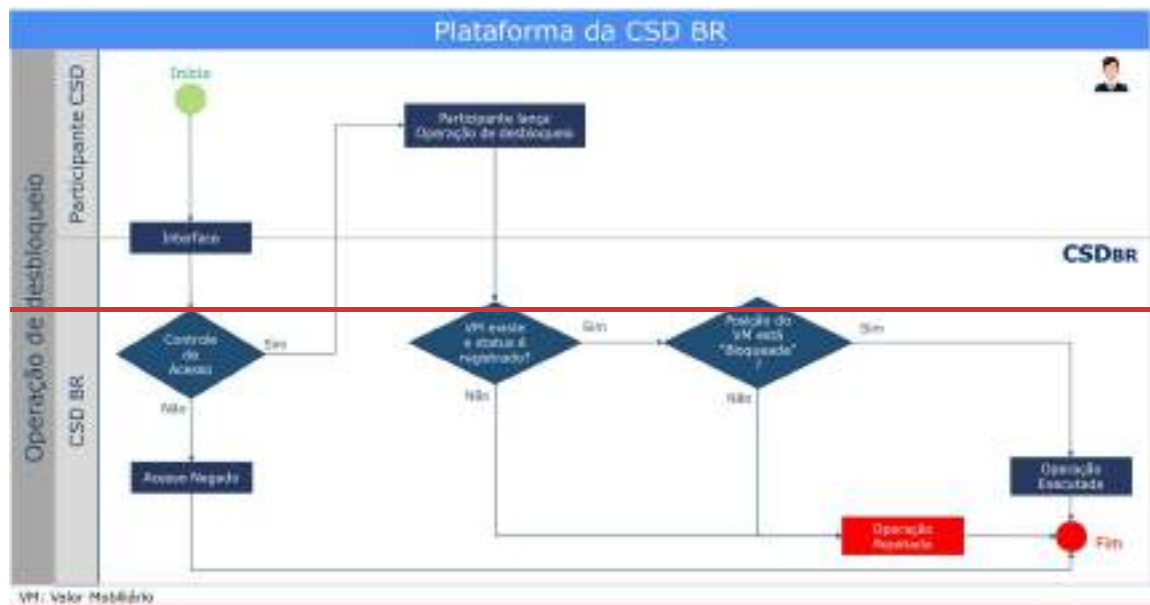 Plataforma da CSD BR
Operação de desbloqueio
Participante CSD
Início
Participante lança
Operação de desbloqueio
Interface
CSDBR
CSD BR
Controle
de
Acesso
Sim
Não
VM existe
e status é
registrado?
Sim
Não
Posição do
VM está
"Bloqueada"
?
Sim
Não
Acesso Negado
Operação
Executada
Operação
Rejeitada
Fim
VM: Valor Mobiliário